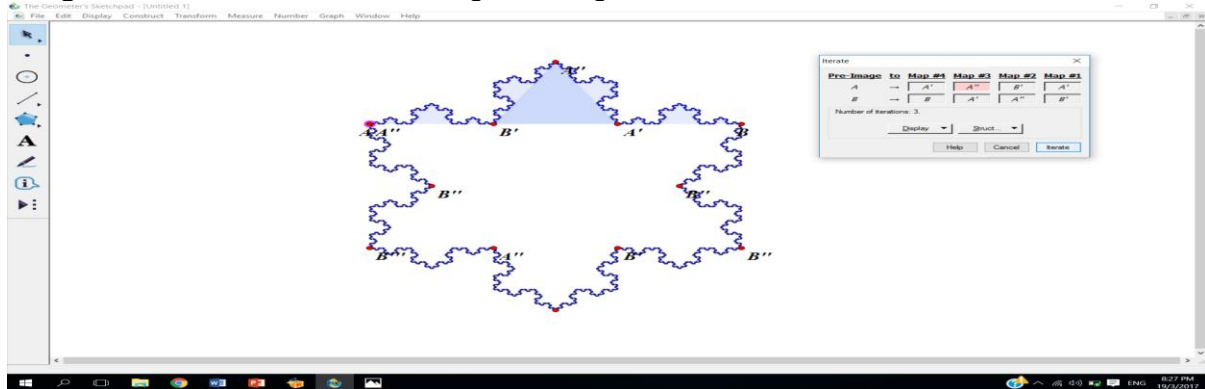 The Geometer's Sketchpad - [Untitled 1]
File Edit Display Construct Transform Measure Number Graph Window Help
Iterate
Pre-Image to Map #4 Map #3 Map #2 Map #1
A → A' A'' B' A'
B → B A' A'' B'
Number of iterations: 3.
Display Struct...
Help Cancel Iterate
A''
A A'' B' A' B
B'' B''
B'' A'' B' B''
A
ENG 8:27 PM
19/3/2017